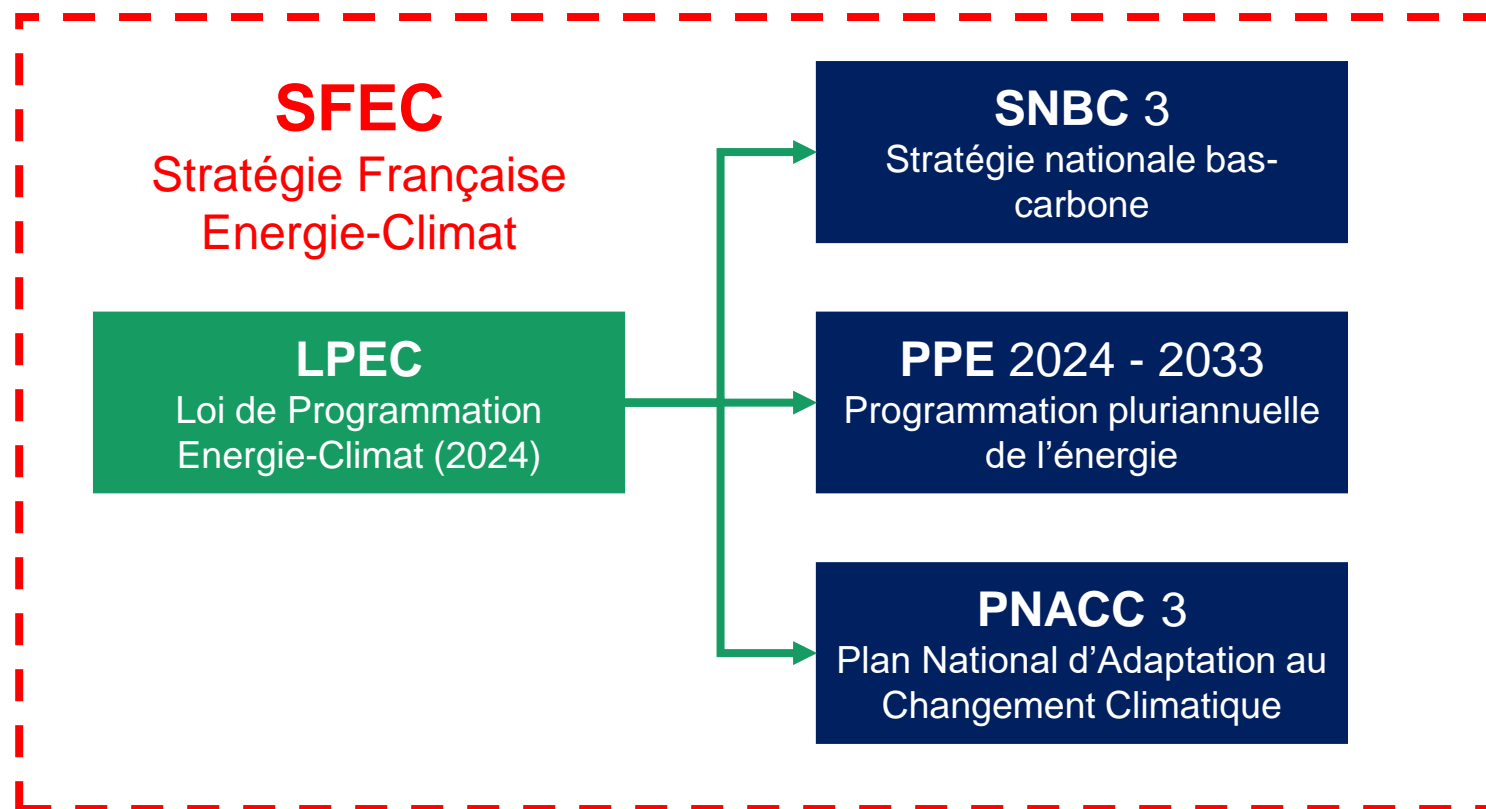 SFEC
Stratégie Française
Energie-Climat
LPEC
Loi de Programmation
Energie-Climat (2024)
SNBC 3
Stratégie nationale bas-
carbone
PPE 2024 - 2033
Programmation pluriannuelle
de l’énergie
PNACC 3
Plan National d’Adaptation au
Changement Climatique